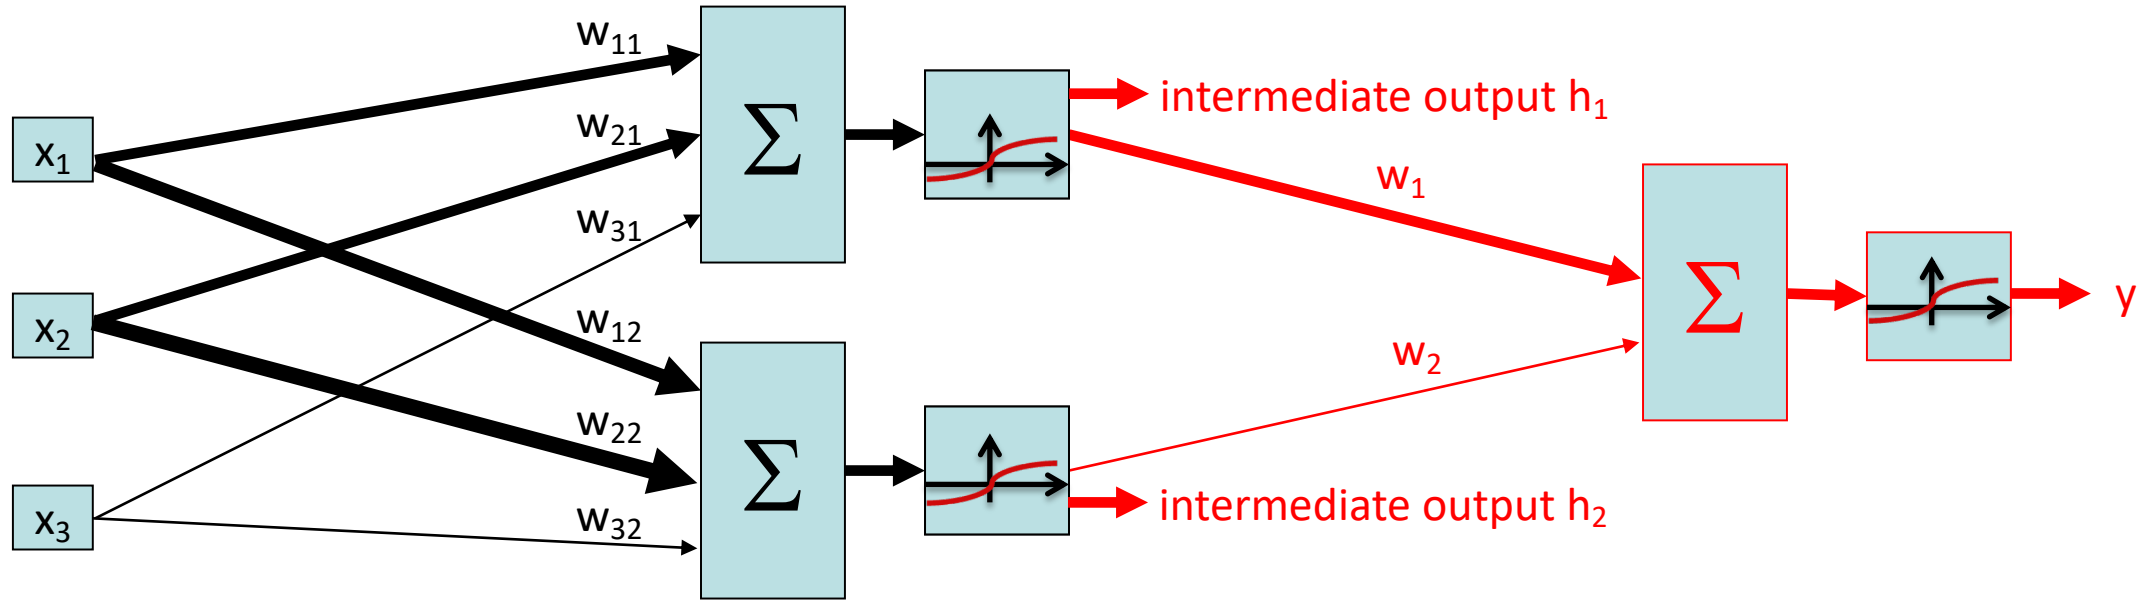 w₁₁
Σ
intermediate output h₁
w₂₁
x₁
w₁
w₃₁
Σ
y
x₂
w₁₂
w₂
w₂₂
Σ
intermediate output h₂
x₃
w₃₂